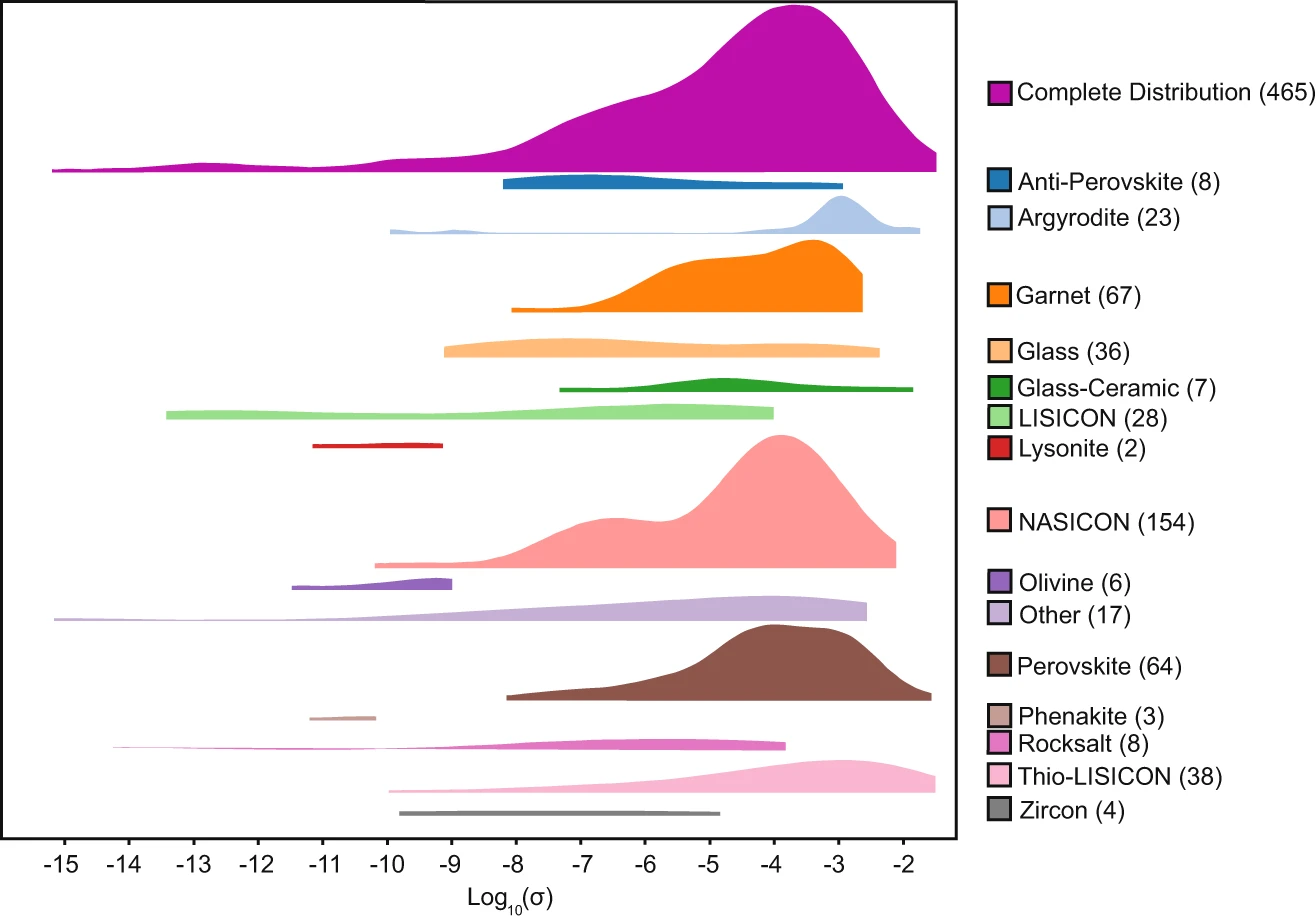 Complete Distribution (465)
Anti-Perovskite (8)
Argyrodite (23)
Garnet (67)
Glass (36)
Glass-Ceramic (7)
LISICON (28)
Lysonite (2)
NASICON (154)
Olivine (6)
Other (17)
Perovskite (64)
Phenakite (3)
Rocksalt (8)
Thio-LISICON (38)
Zircon (4)
-15 -14 -13 -12 -11 -10 -9 -8 -7 -6 -5 -4 -3 -2
Log10(σ)